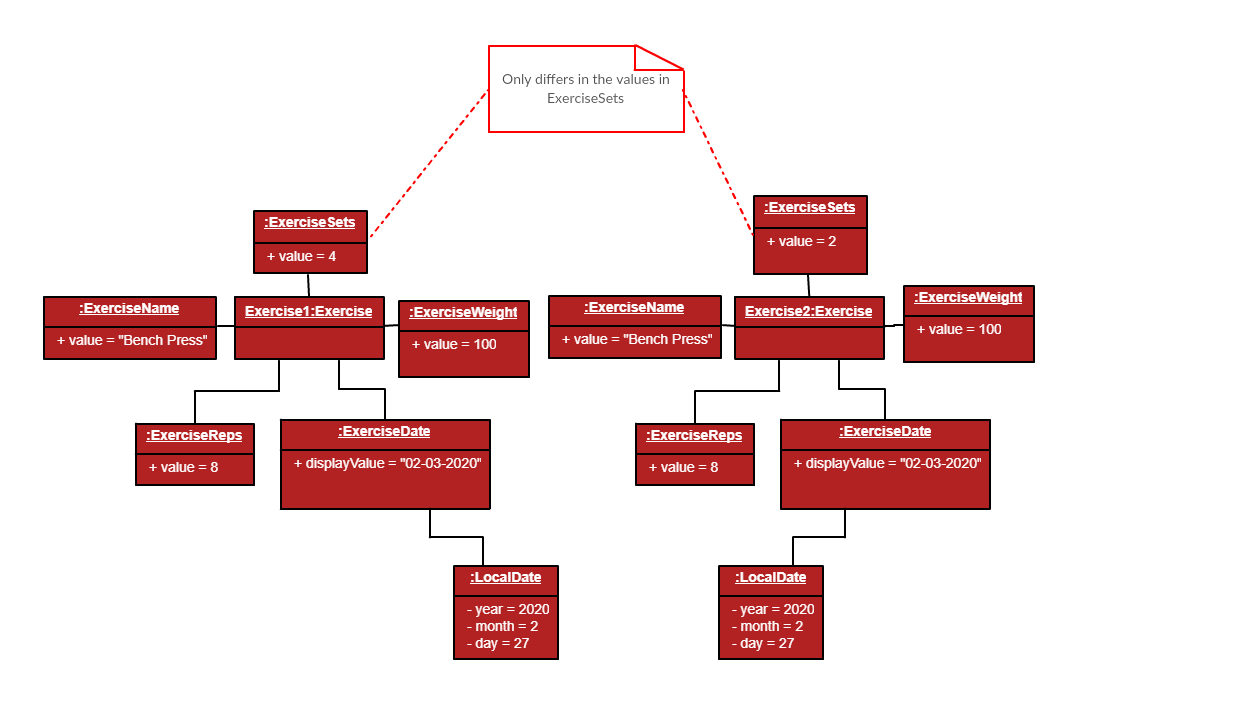 Only differs in the values in
ExerciseSets
:ExerciseSets
+ value = 4
:ExerciseName
+ value = "Bench Press"
Exercise1:Exercise
:ExerciseWeight
+ value = 100
:ExerciseReps
+ value = 8
:ExerciseDate
+ displayValue = "02-03-2020"
:LocalDate
- year = 2020
- month = 2
- day = 27
:ExerciseSets
+ value = 2
:ExerciseName
+ value = "Bench Press"
Exercise2:Exercise
:ExerciseWeight
+ value = 100
:ExerciseReps
+ value = 8
:ExerciseDate
+ displayValue = "02-03-2020"
:LocalDate
- year = 2020
- month = 2
- day = 27